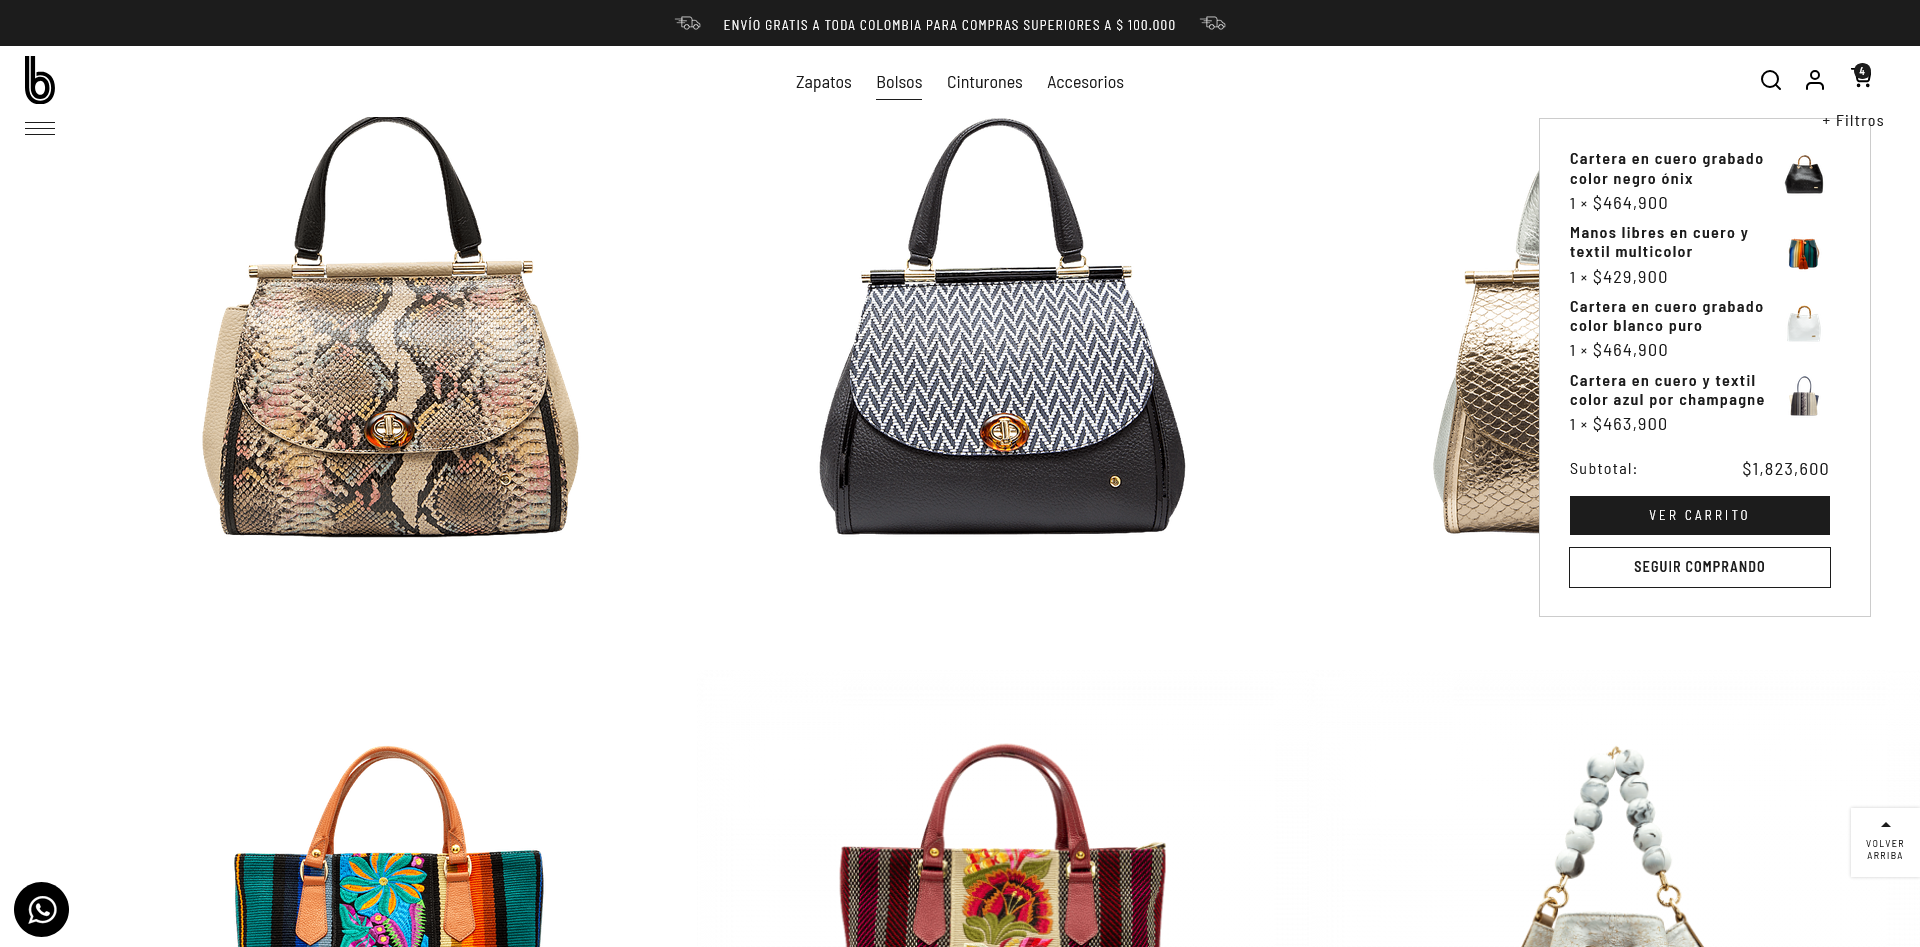 ENVÍO GRATIS A TODA COLOMBIA PARA COMPRAS SUPERIORES A $ 100.000
b
Zapatos Bolsos Cinturones Accesorios
4
+ Filtros
Cartera en cuero grabado
color negro ónix
1 × $464,900
Manos libres en cuero y
textil multicolor
1 × $429,900
Cartera en cuero grabado
color blanco puro
1 × $464,900
Cartera en cuero y textil
color azul por champagne
1 × $463,900
Subtotal: $1,823,600
VER CARRITO
SEGUIR COMPRANDO
VOLVER
ARRIBA